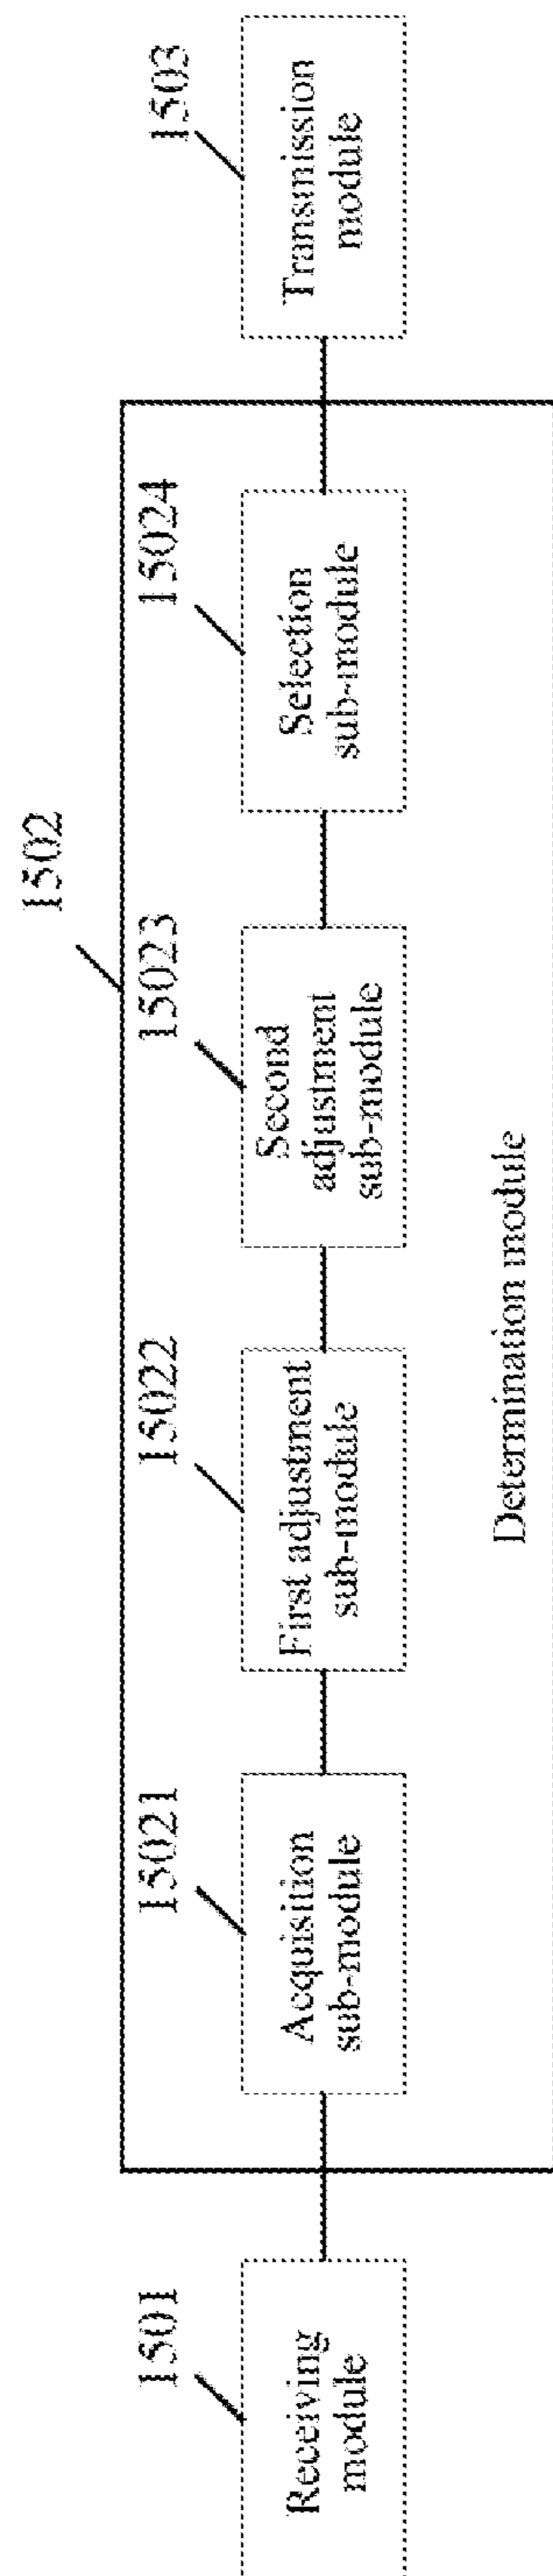 1501
Receiving
module
1502
15021
Acquisition
sub-module
15022
First adjustment
sub-module
15023
Second
adjustment
sub-module
15024
Selection
sub-module
Determination module
1503
Transmission
module